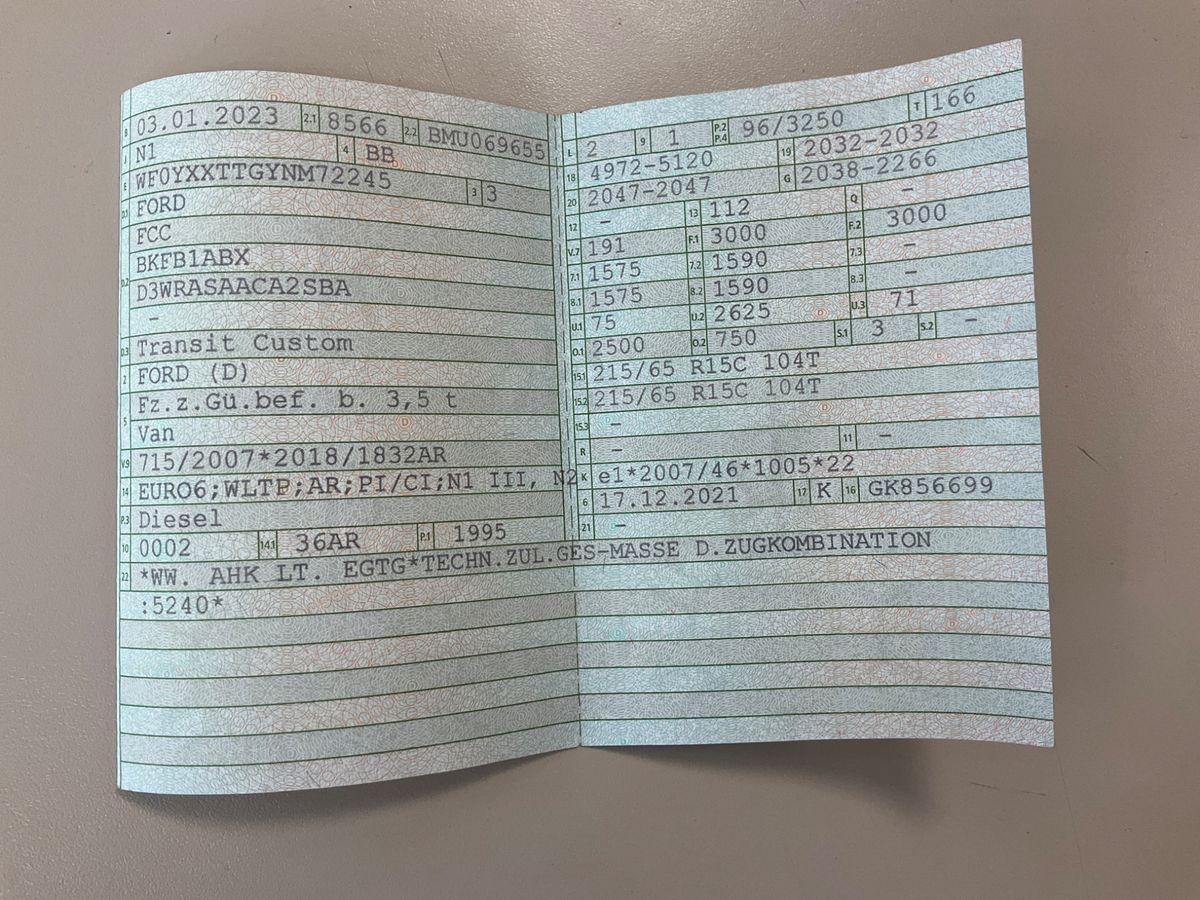 B 03.01.2023 2.1 8566 2.2 BMU069655
J N1 4 BB
E WF0YXXTTGYNM72245 3 3
D.1 FORD
FCC
D.2 BKFB1ABX
D3WRASAACA2SBA
–
D.3 Transit Custom
2 FORD (D)
5 Fz.z.Gü.bef. b. 3,5 t
Van
V.9 715/2007*2018/1832AR
14 EURO6;WLTP;AR;PI/CI;N1 III, N2
P.3 Diesel
10 0002 14.1 36AR P.1 1995
L 2 9 1 P.2 P.4 96/3250 T 166
18 4972-5120 19 2032-2032
20 2047-2047 G 2038-2266
12 – 13 112 Q –
V.7 191 F.1 3000 F.2 3000
7.1 1575 7.2 1590 7.3 –
8.1 1575 8.2 1590 8.3 –
U.1 75 U.2 2625 U.3 71
O.1 2500 O.2 750 S.1 3 S.2 –
15.1 215/65 R15C 104T
15.2 215/65 R15C 104T
15.3 –
R – 11 –
K e1*2007/46*1005*22
6 17.12.2021 17 K 16 GK856699
21 –
22 *WW. AHK LT. EGTG*TECHN.ZUL.GES-MASSE D.ZUGKOMBINATION
:5240*